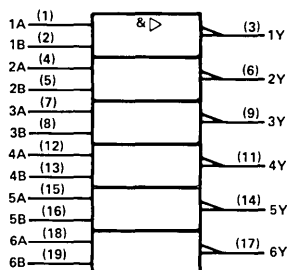 & ▷
1A (1)
1B (2)
(3) 1Y
2A (4)
2B (5)
(6) 2Y
3A (7)
3B (8)
(9) 3Y
4A (12)
4B (13)
(11) 4Y
5A (15)
5B (16)
(14) 5Y
6A (18)
6B (19)
(17) 6Y